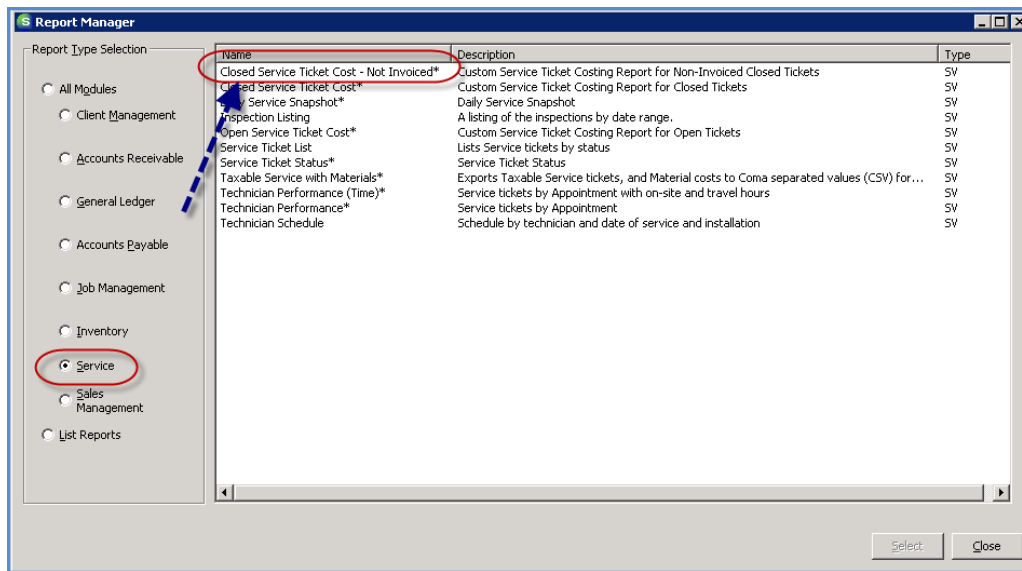 S Report Manager
Report Type Selection
All Modules
Client Management
Accounts Receivable
General Ledger
Accounts Payable
Job Management
Inventory
Service
Sales
Management
List Reports
Name Description Type
Closed Service Ticket Cost - Not Invoiced* Custom Service Ticket Costing Report for Non-Invoiced Closed Tickets SV
Closed Service Ticket Cost* Custom Service Ticket Costing Report for Closed Tickets SV
Daily Service Snapshot* Daily Service Snapshot SV
Inspection Listing A listing of the inspections by date range. SV
Open Service Ticket Cost* Custom Service Ticket Costing Report for Open Tickets SV
Service Ticket List Lists Service tickets by status SV
Service Ticket Status* Service Ticket Status SV
Taxable Service with Materials* Exports Taxable Service tickets, and Material costs to Coma separated values (CSV) for... SV
Technician Performance (Time)* Service tickets by Appointment with on-site and travel hours SV
Technician Performance* Service tickets by Appointment SV
Technician Schedule Schedule by technician and date of service and installation SV
Select Close